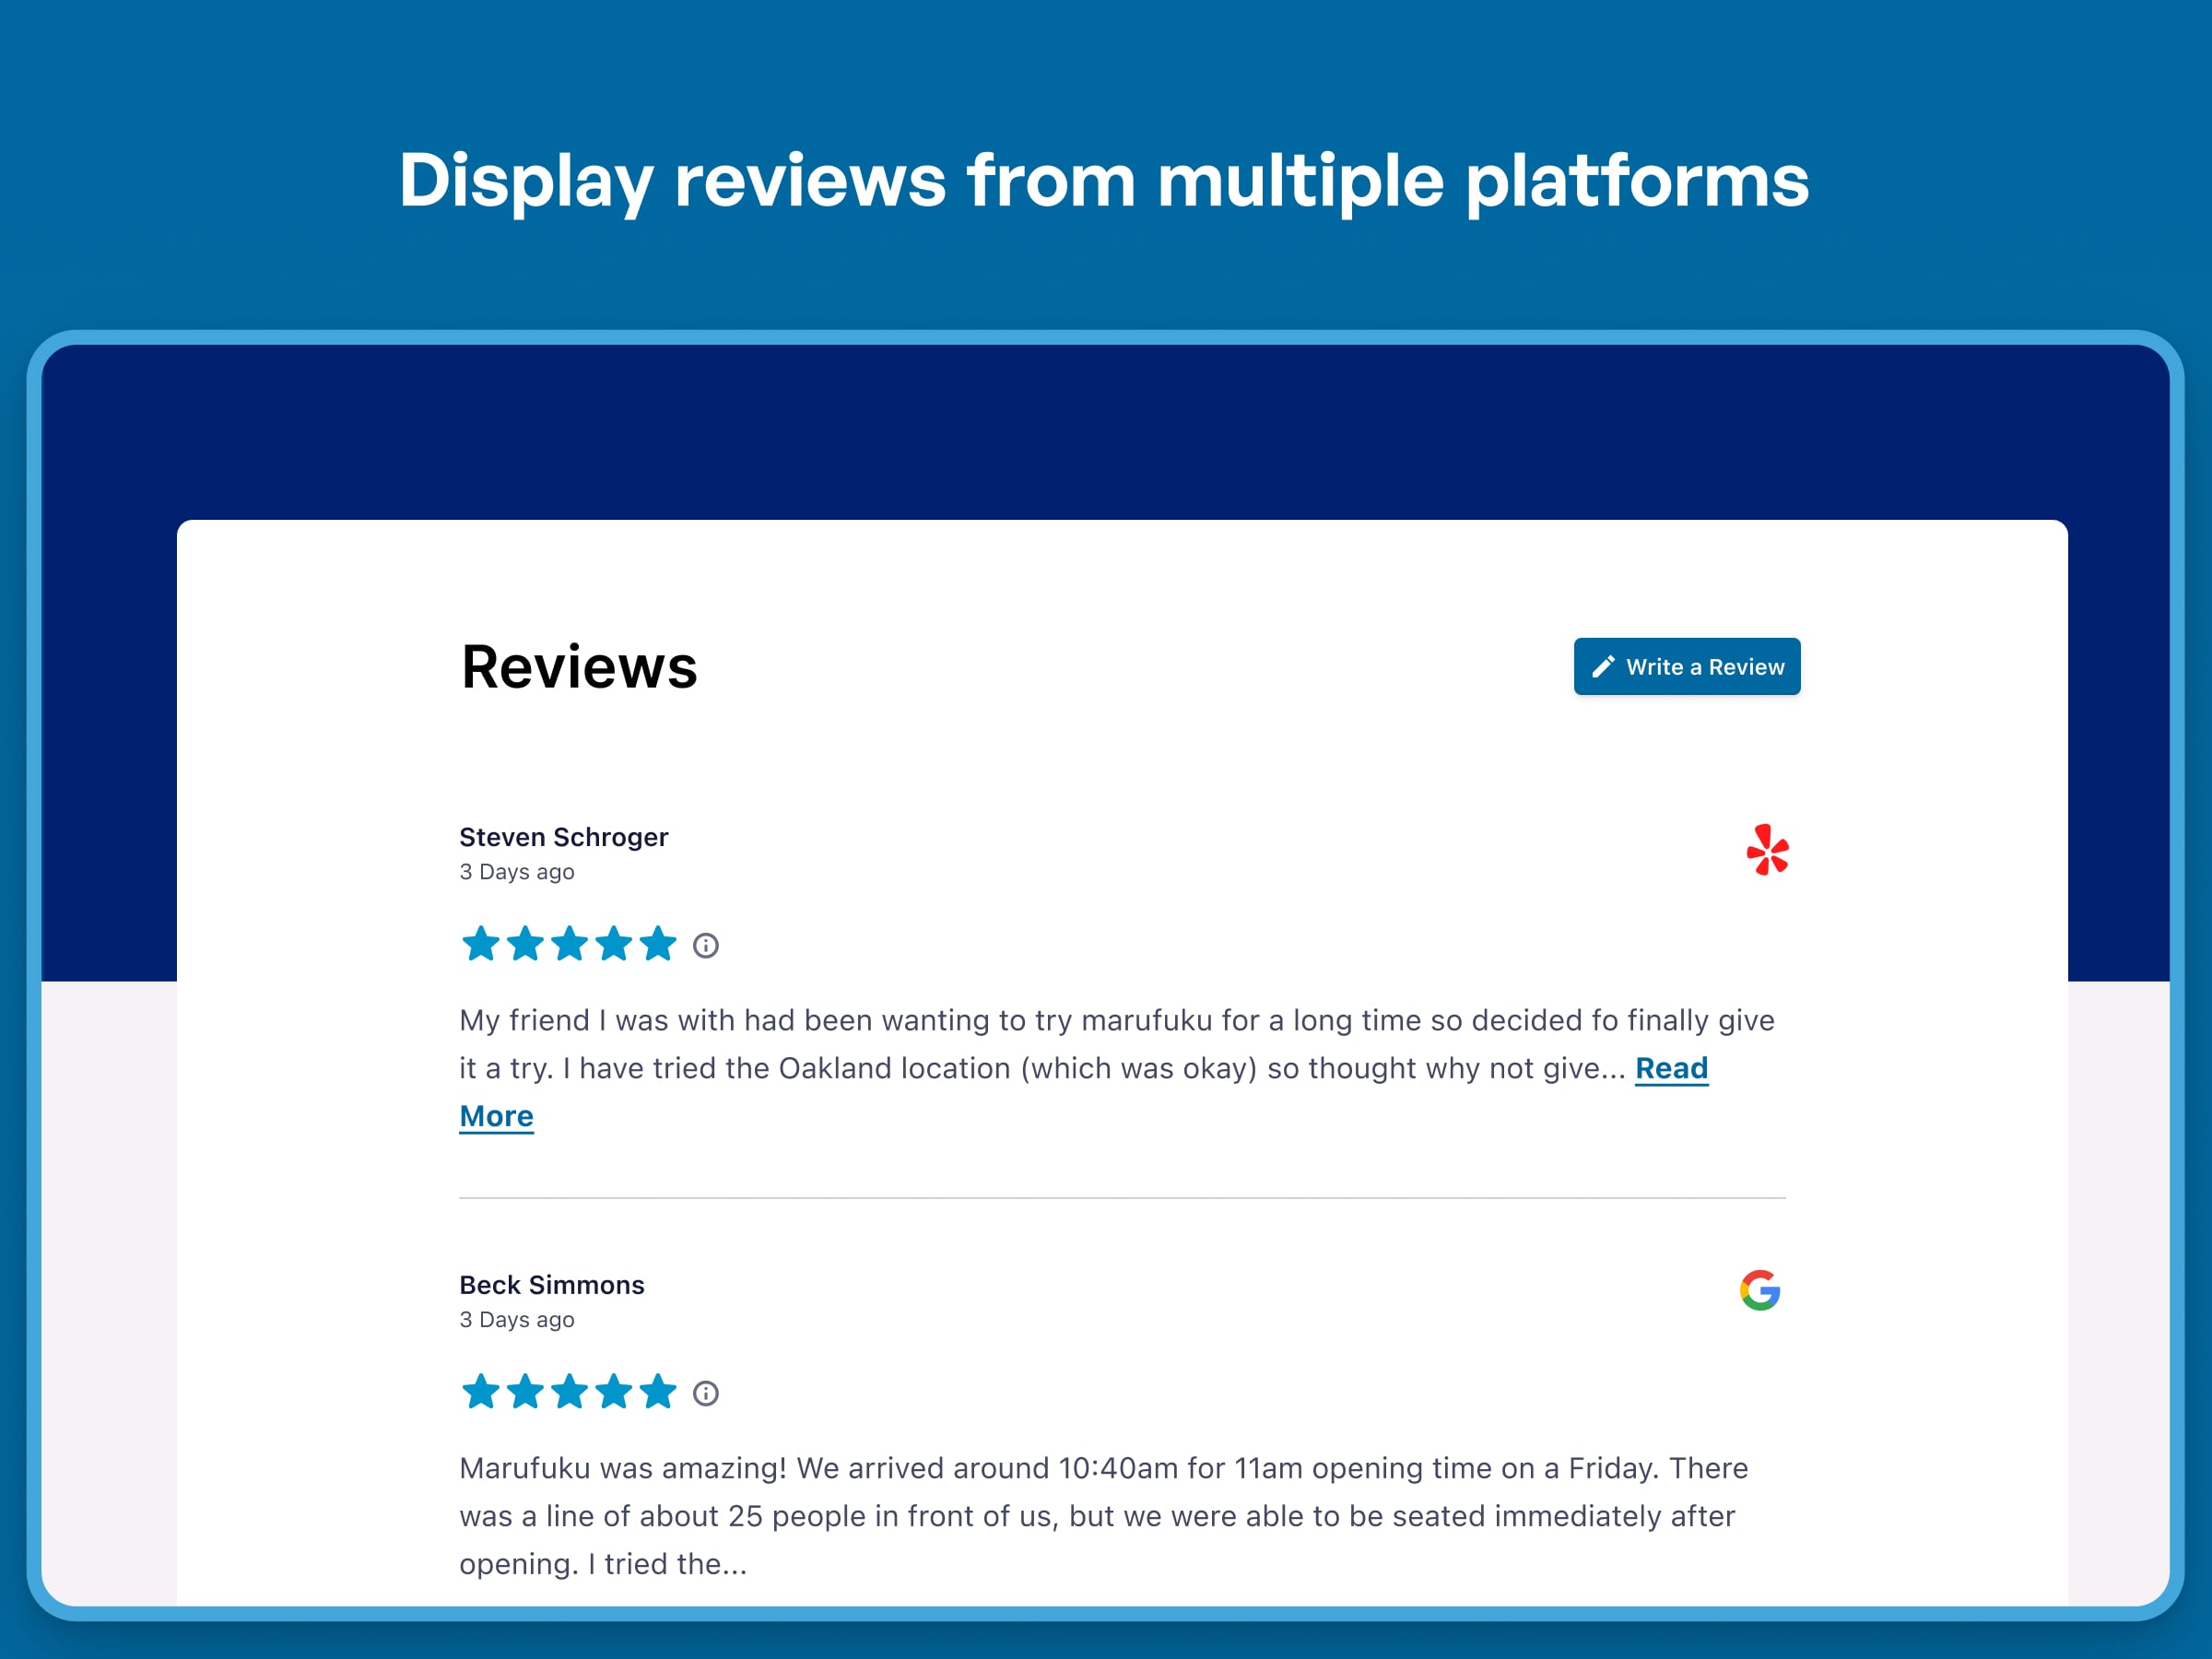 Display reviews from multiple platforms
Reviews
Write a Review
Steven Schroger
3 Days ago
My friend I was with had been wanting to try marufuku for a long time so decided fo finally give
it a try. I have tried the Oakland location (which was okay) so thought why not give... Read
More
Beck Simmons
3 Days ago
Marufuku was amazing! We arrived around 10:40am for 11am opening time on a Friday. There
was a line of about 25 people in front of us, but we were able to be seated immediately after
opening. I tried the...